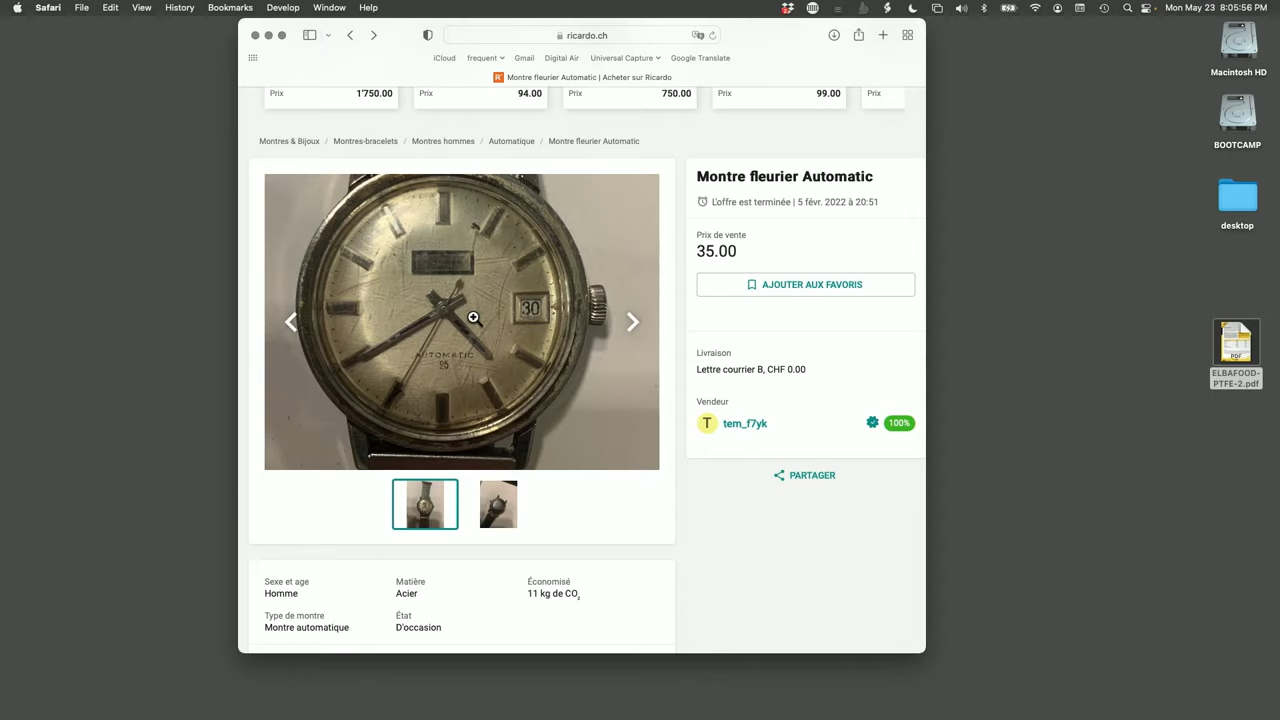 Safari File Edit View History Bookmarks Develop Window Help
Mon May 23 8:05:56 PM
ricardo.ch
iCloud frequent Gmail Digital Air Universal Capture Google Translate
Montre fleurier Automatic | Acheter sur Ricardo
Prix 1'750.00 Prix 94.00 Prix 750.00 Prix 99.00 Prix
Montres & Bijoux / Montres-bracelets / Montres hommes / Automatique / Montre fleurier Automatic
30
AUTOMATIC
25
Montre fleurier Automatic
L'offre est terminée | 5 févr. 2022 à 20:51
Prix de vente
35.00
AJOUTER AUX FAVORIS
Livraison
Lettre courrier B, CHF 0.00
Vendeur
T tem_f7yk 100%
PARTAGER
Sexe et age Matière Économisé
Homme Acier 11 kg de CO₂
Type de montre État
Montre automatique D'occasion
Macintosh HD
BOOTCAMP
desktop
PDF
ELBAFOOD-
PTFE-2.pdf